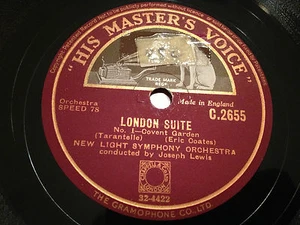 "HIS MASTER'S VOICE"
TRADE MARK
Orchestra
SPEED 78
Made in England
C.2655
LONDON SUITE
No. 1—Covent Garden
(Tarantelle) (Eric Coates)
NEW LIGHT SYMPHONY ORCHESTRA
conducted by Joseph Lewis
32-4422
THE GRAMOPHONE CO. LTD